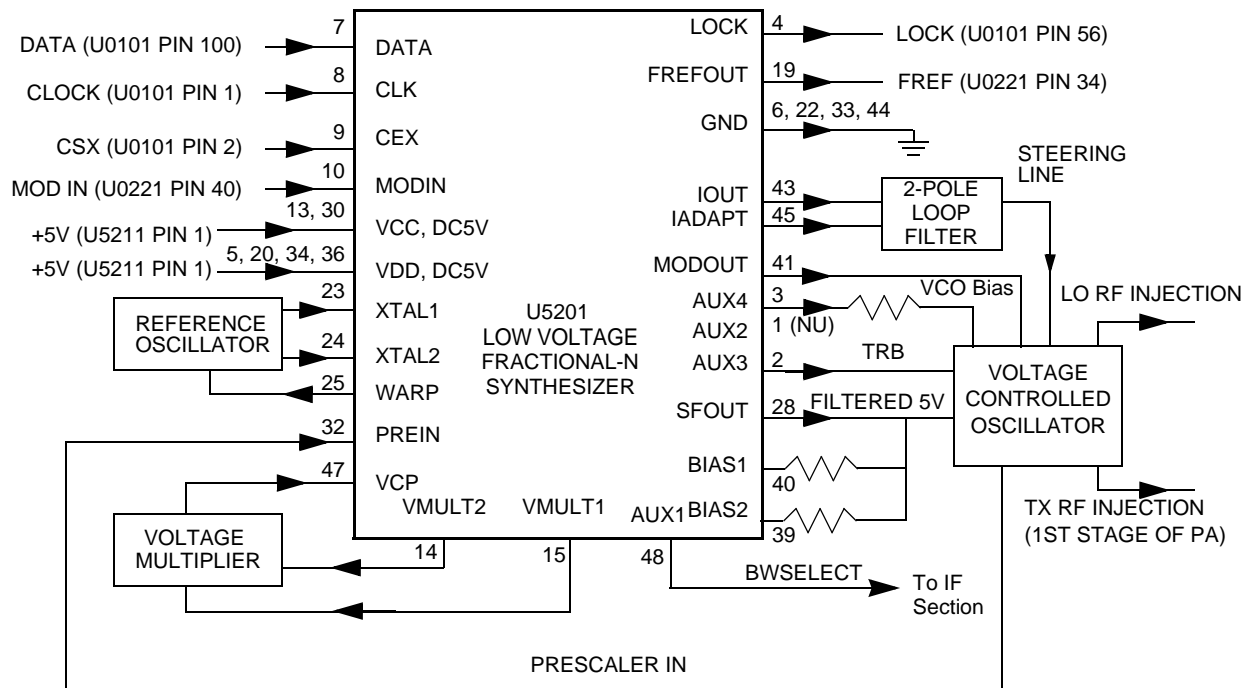 DATA (U0101 PIN 100)
7
DATA
CLOCK (U0101 PIN 1)
8
CLK
CSX (U0101 PIN 2)
9
CEX
MOD IN (U0221 PIN 40)
10
MODIN
+5V (U5211 PIN 1)
13, 30
VCC, DC5V
+5V (U5211 PIN 1)
5, 20, 34, 36
VDD, DC5V
REFERENCE
OSCILLATOR
23
XTAL1
24
XTAL2
25
WARP
32
PREIN
47
VCP
VOLTAGE
MULTIPLIER
VMULT2
14
VMULT1
15
U5201
LOW VOLTAGE
FRACTIONAL-N
SYNTHESIZER
LOCK
4
LOCK (U0101 PIN 56)
FREFOUT
19
FREF (U0221 PIN 34)
GND
6, 22, 33, 44
IOUT
43
IADAPT
45
2-POLE
LOOP
FILTER
STEERING
LINE
MODOUT
41
AUX4
3
VCO Bias
AUX2
1 (NU)
AUX3
2
TRB
SFOUT
28
FILTERED 5V
BIAS1
40
BIAS2
39
AUX1
48
BWSELECT
To IF
Section
VOLTAGE
CONTROLLED
OSCILLATOR
LO RF INJECTION
TX RF INJECTION
(1ST STAGE OF PA)
PRESCALER IN